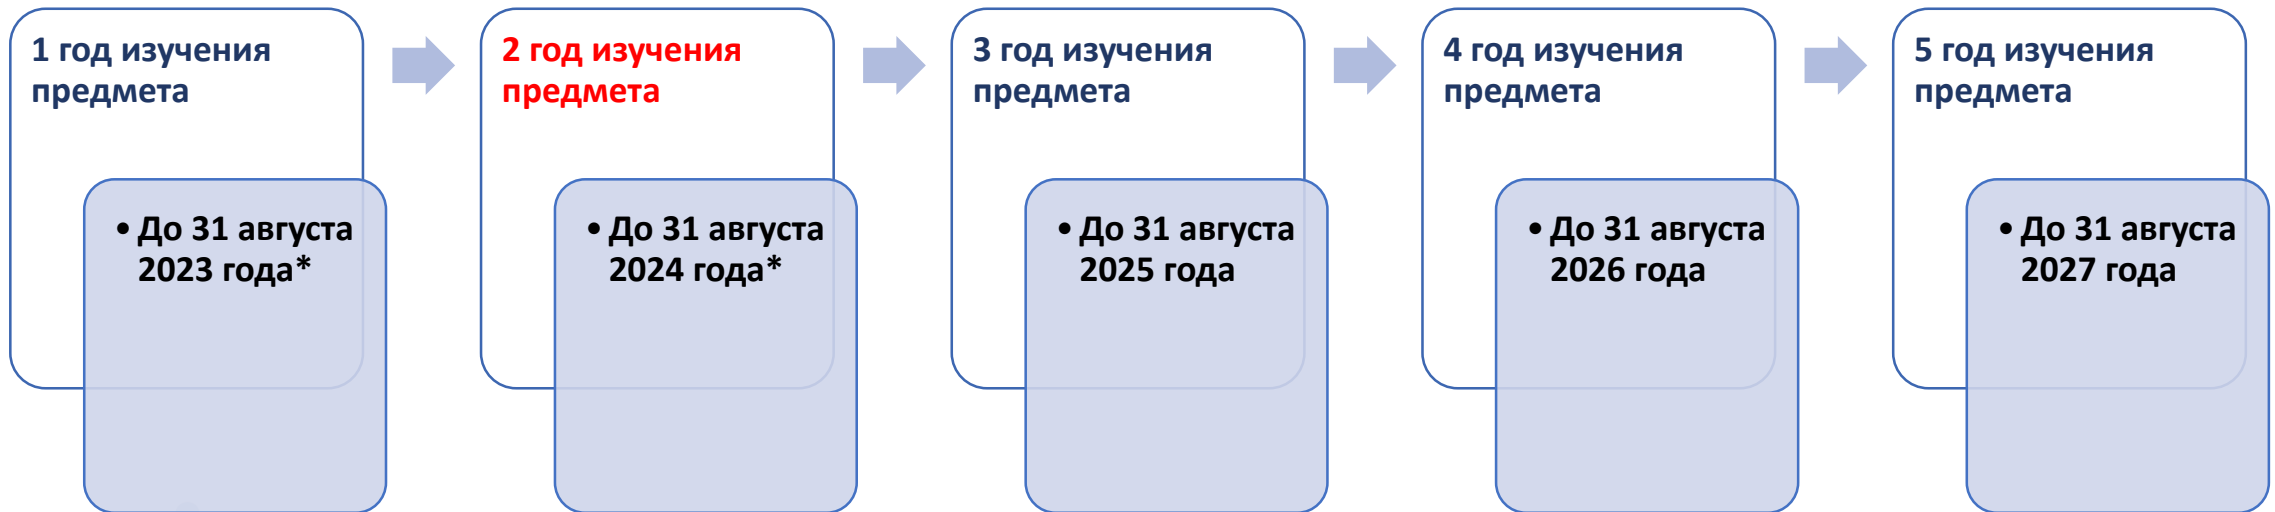 1 год изучения
предмета
• До 31 августа
2023 года*
2 год изучения
предмета
• До 31 августа
2024 года*
3 год изучения
предмета
• До 31 августа
2025 года
4 год изучения
предмета
• До 31 августа
2026 года
5 год изучения
предмета
• До 31 августа
2027 года